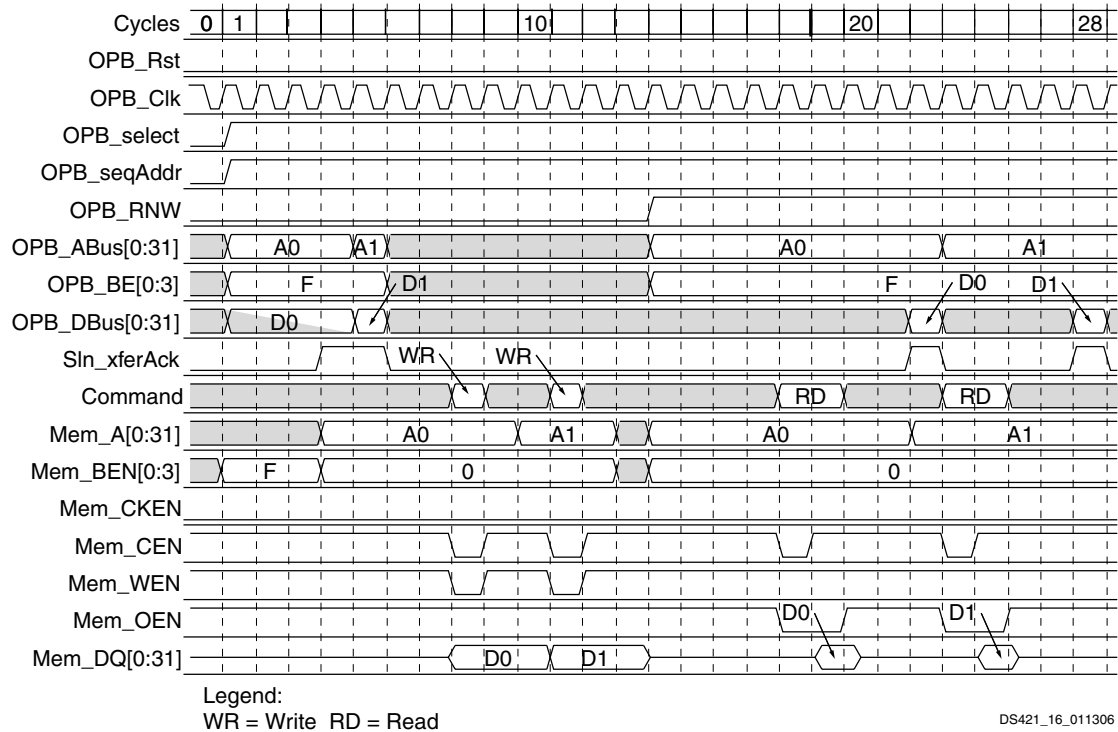 Cycles 0 1 10 20 28
OPB_Rst
OPB_Clk
OPB_select
OPB_seqAddr
OPB_RNW
OPB_ABus[0:31] A0 A1 A0 A1
OPB_BE[0:3] F D1 F D0 D1
OPB_DBus[0:31] D0
Sln_xferAck WR WR
Command RD RD
Mem_A[0:31] A0 A1 A0 A1
Mem_BEN[0:3] F 0 0
Mem_CKEN
Mem_CEN
Mem_WEN
Mem_OEN D0 D1
Mem_DQ[0:31] D0 D1
Legend:
WR = Write RD = Read
DS421_16_011306